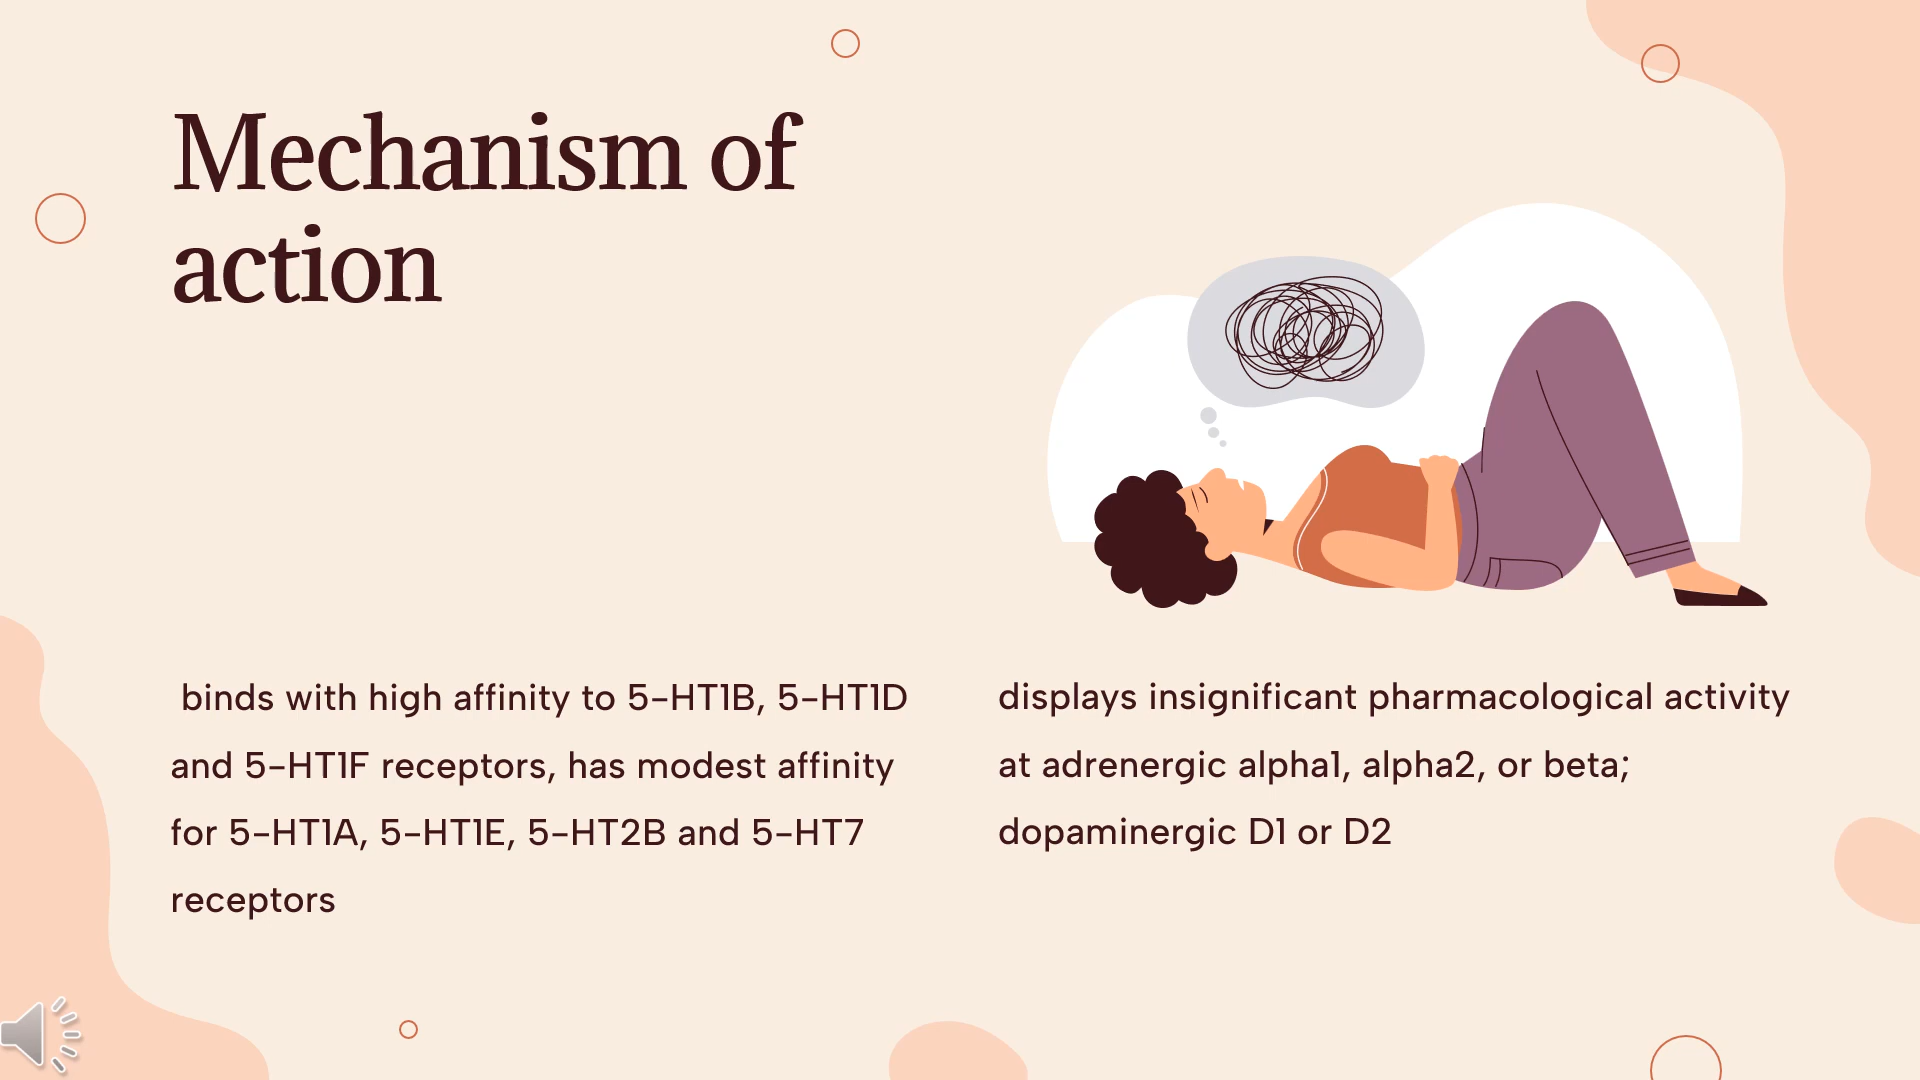 Mechanism of
action
binds with high affinity to 5-HT1B, 5-HT1D
and 5-HT1F receptors, has modest affinity
for 5-HT1A, 5-HT1E, 5-HT2B and 5-HT7
receptors
displays insignificant pharmacological activity
at adrenergic alpha1, alpha2, or beta;
dopaminergic D1 or D2